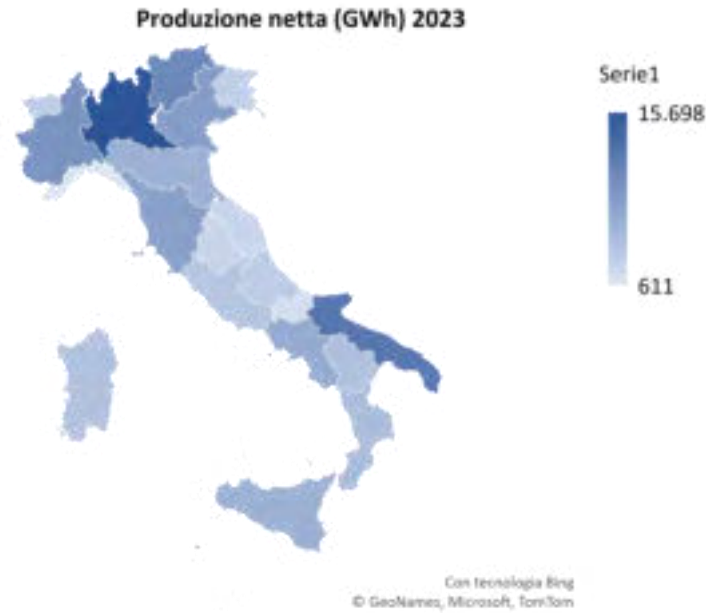 Produzione netta (GWh) 2023
Serie1
15.698
611
Con tecnologia Bing
© GeoNames, Microsoft, TomTom